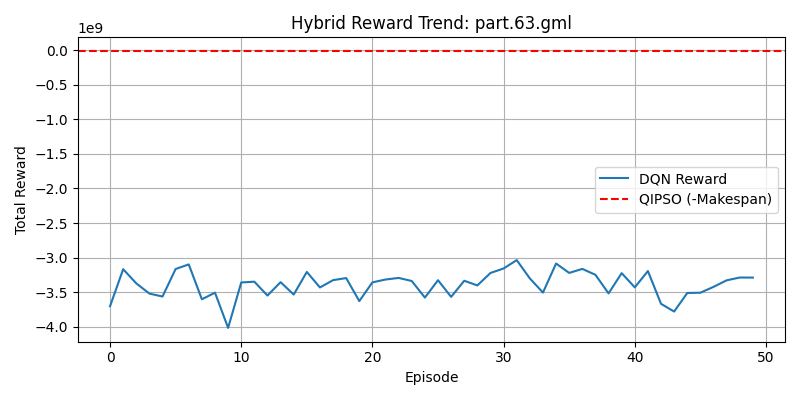 Hybrid Reward Trend: part.63.gml
1e9
0.0
−0.5
−1.0
−1.5
−2.0
−2.5
−3.0
−3.5
−4.0
Total Reward
DQN Reward
QIPSO (-Makespan)
0 10 20 30 40 50
Episode